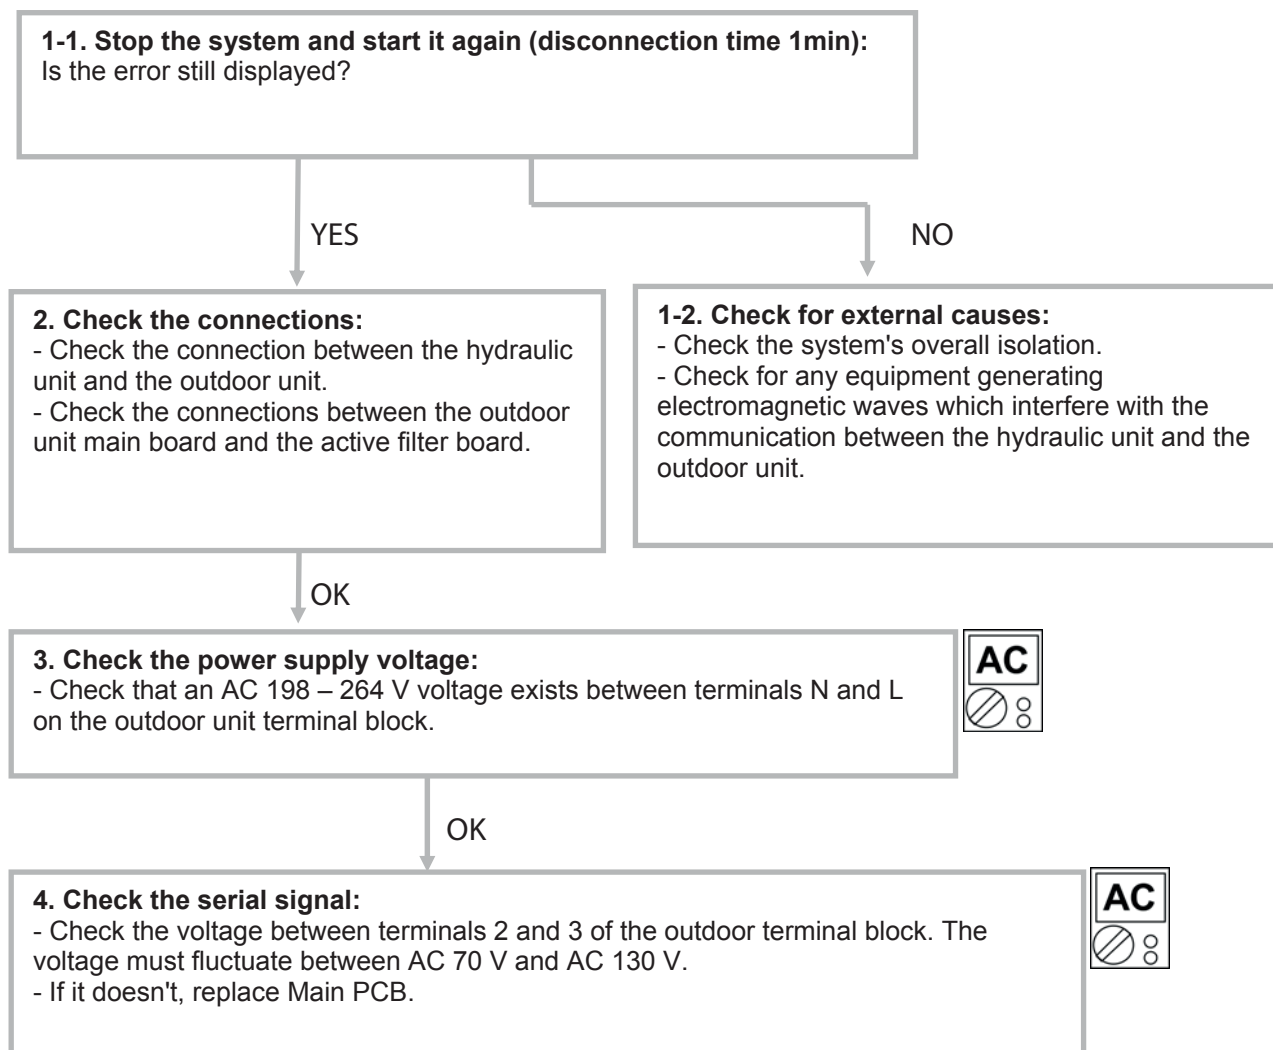 1-1. Stop the system and start it again (disconnection time 1min):
Is the error still displayed?
YES
NO
2. Check the connections:
- Check the connection between the hydraulic
unit and the outdoor unit.
- Check the connections between the outdoor
unit main board and the active filter board.
1-2. Check for external causes:
- Check the system's overall isolation.
- Check for any equipment generating
electromagnetic waves which interfere with the
communication between the hydraulic unit and the
outdoor unit.
OK
3. Check the power supply voltage:
- Check that an AC 198 – 264 V voltage exists between terminals N and L
on the outdoor unit terminal block.
AC
OK
4. Check the serial signal:
- Check the voltage between terminals 2 and 3 of the outdoor terminal block. The
voltage must fluctuate between AC 70 V and AC 130 V.
- If it doesn't, replace Main PCB.
AC